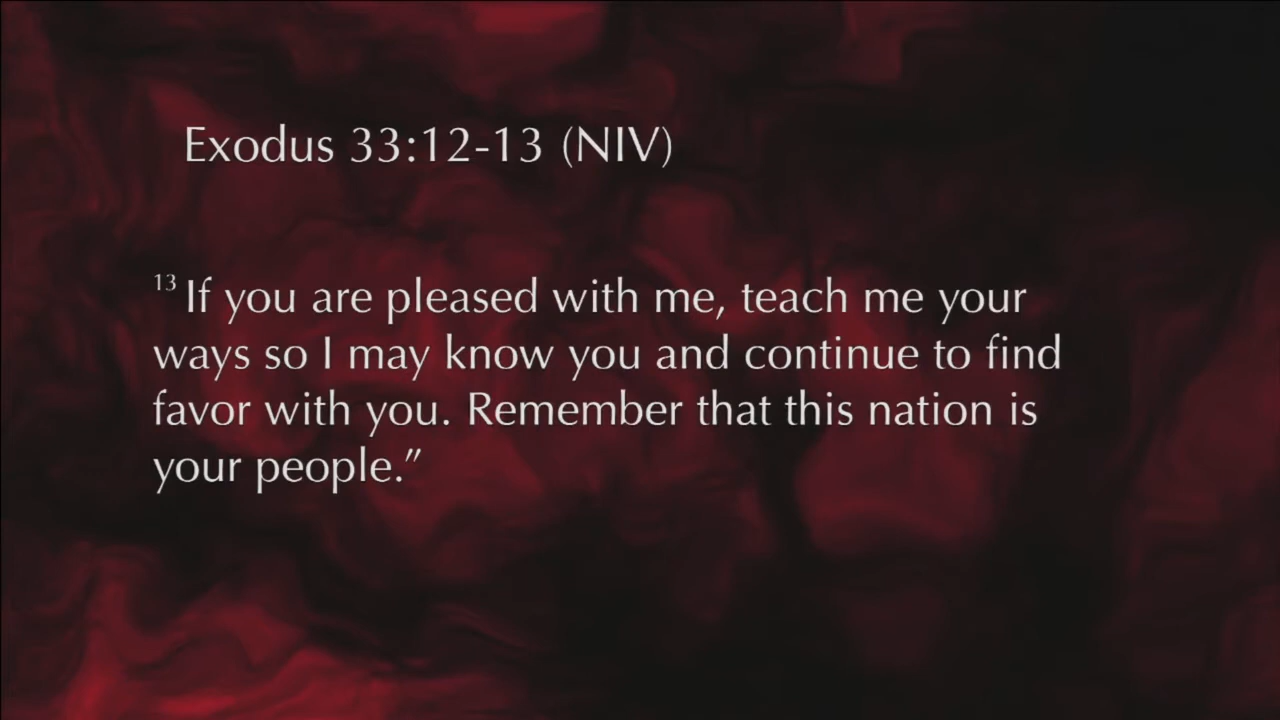 Exodus 33:12-13 (NIV)
13 If you are pleased with me, teach me your
ways so I may know you and continue to find
favor with you. Remember that this nation is
your people.”